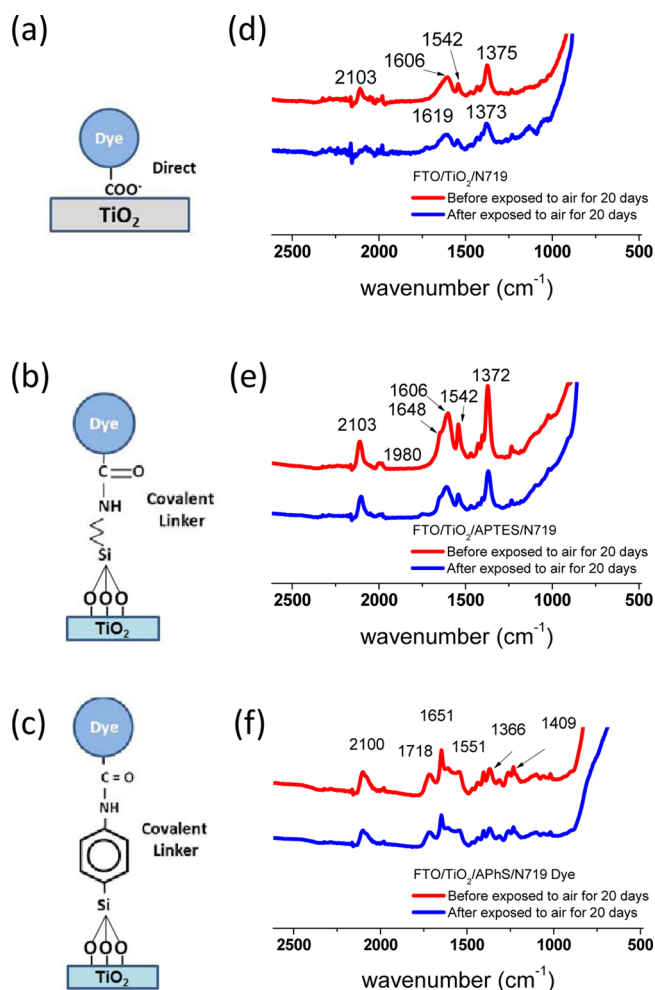 (a)
Dye
COO-
Direct
TiO2
(d)
2103
1606
1542
1375
1619
1373
FTO/TiO2/N719
Before exposed to air for 20 days
After exposed to air for 20 days
2500 2000 1500 1000 500
wavenumber (cm-1)
(b)
Dye
C=O
NH
Covalent
Linker
Si
O O O
TiO2
(e)
2103
1980
1648
1606
1542
1372
FTO/TiO2/APTES/N719
Before exposed to air for 20 days
After exposed to air for 20 days
2500 2000 1500 1000 500
wavenumber (cm-1)
(c)
Dye
C=O
NH
Covalent
Linker
Si
O O O
TiO2
(f)
2100
1718
1651
1551
1366
1409
FTO/TiO2/APhS/N719 Dye
Before exposed to air for 20 days
After exposed to air for 20 days
2500 2000 1500 1000 500
wavenumber (cm-1)